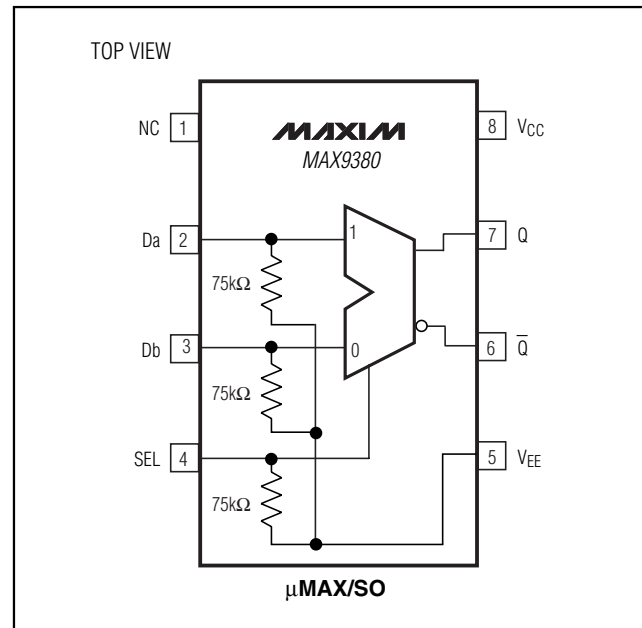 TOP VIEW
NC 1
MAXIM
MAX9380
8 VCC
Da 2
1
7 Q
75kΩ
Db 3
0
6 Q̅
75kΩ
SEL 4
5 VEE
75kΩ
μMAX/SO